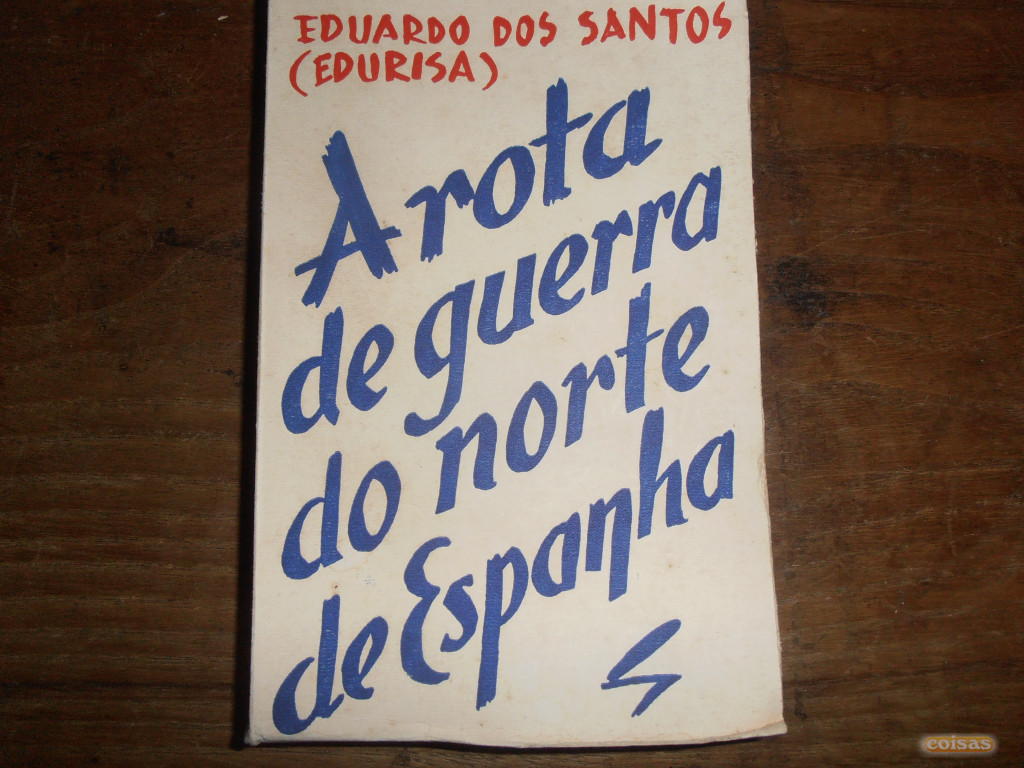 EDUARDO DOS SANTOS
(EDURISA)
A rota
de guerra
do norte
de Espanha
coisas